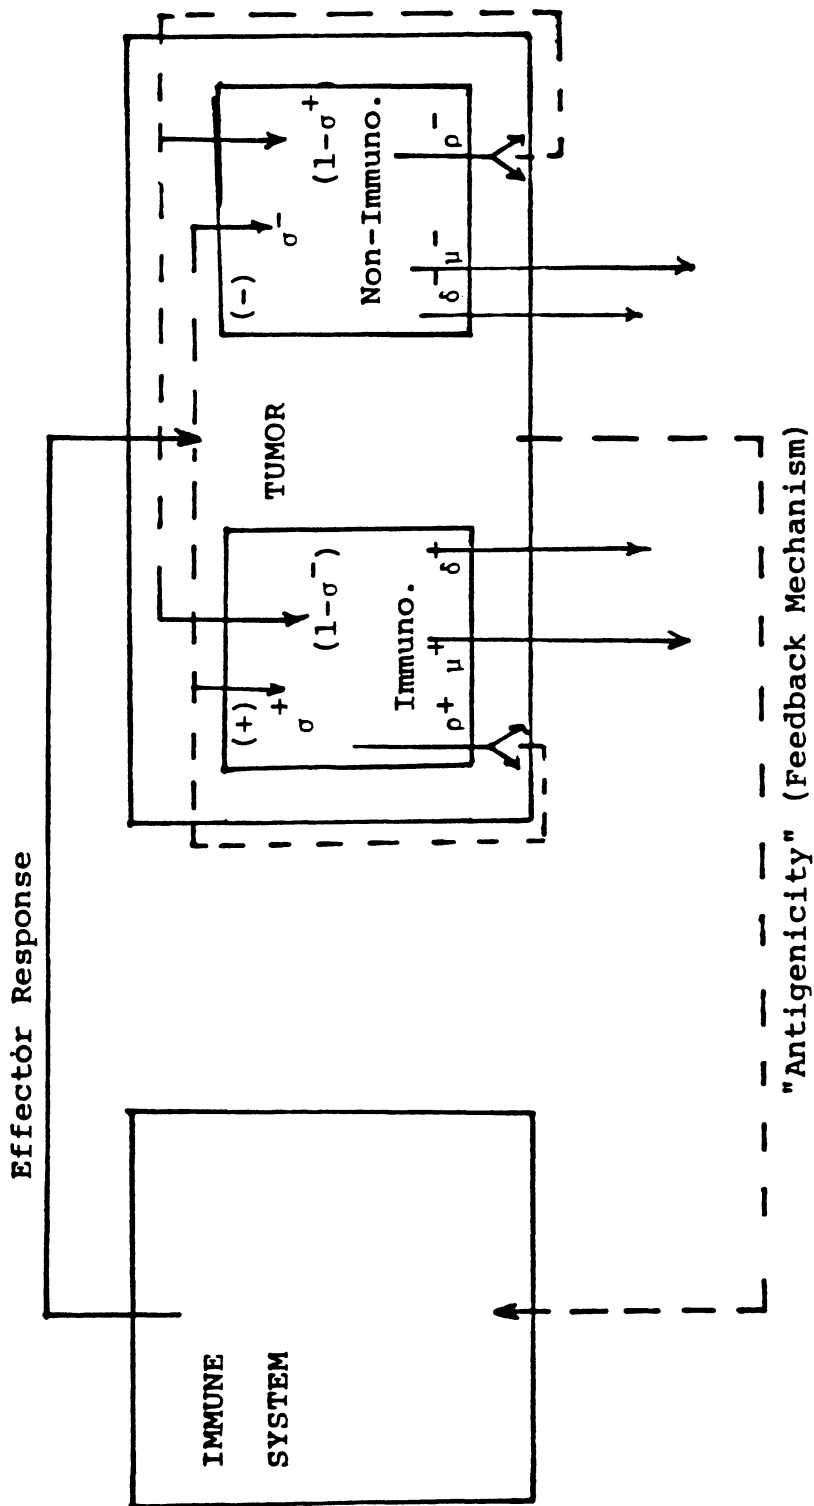 Effector Response
IMMUNE
SYSTEM
TUMOR
(+)
σ+
(1-σ-)
Immuno.
ρ+ μ+ δ+
(-)
σ-
(1-σ+)
Non-Immuno.
δ- μ- ρ-
"Antigenicity" (Feedback Mechanism)